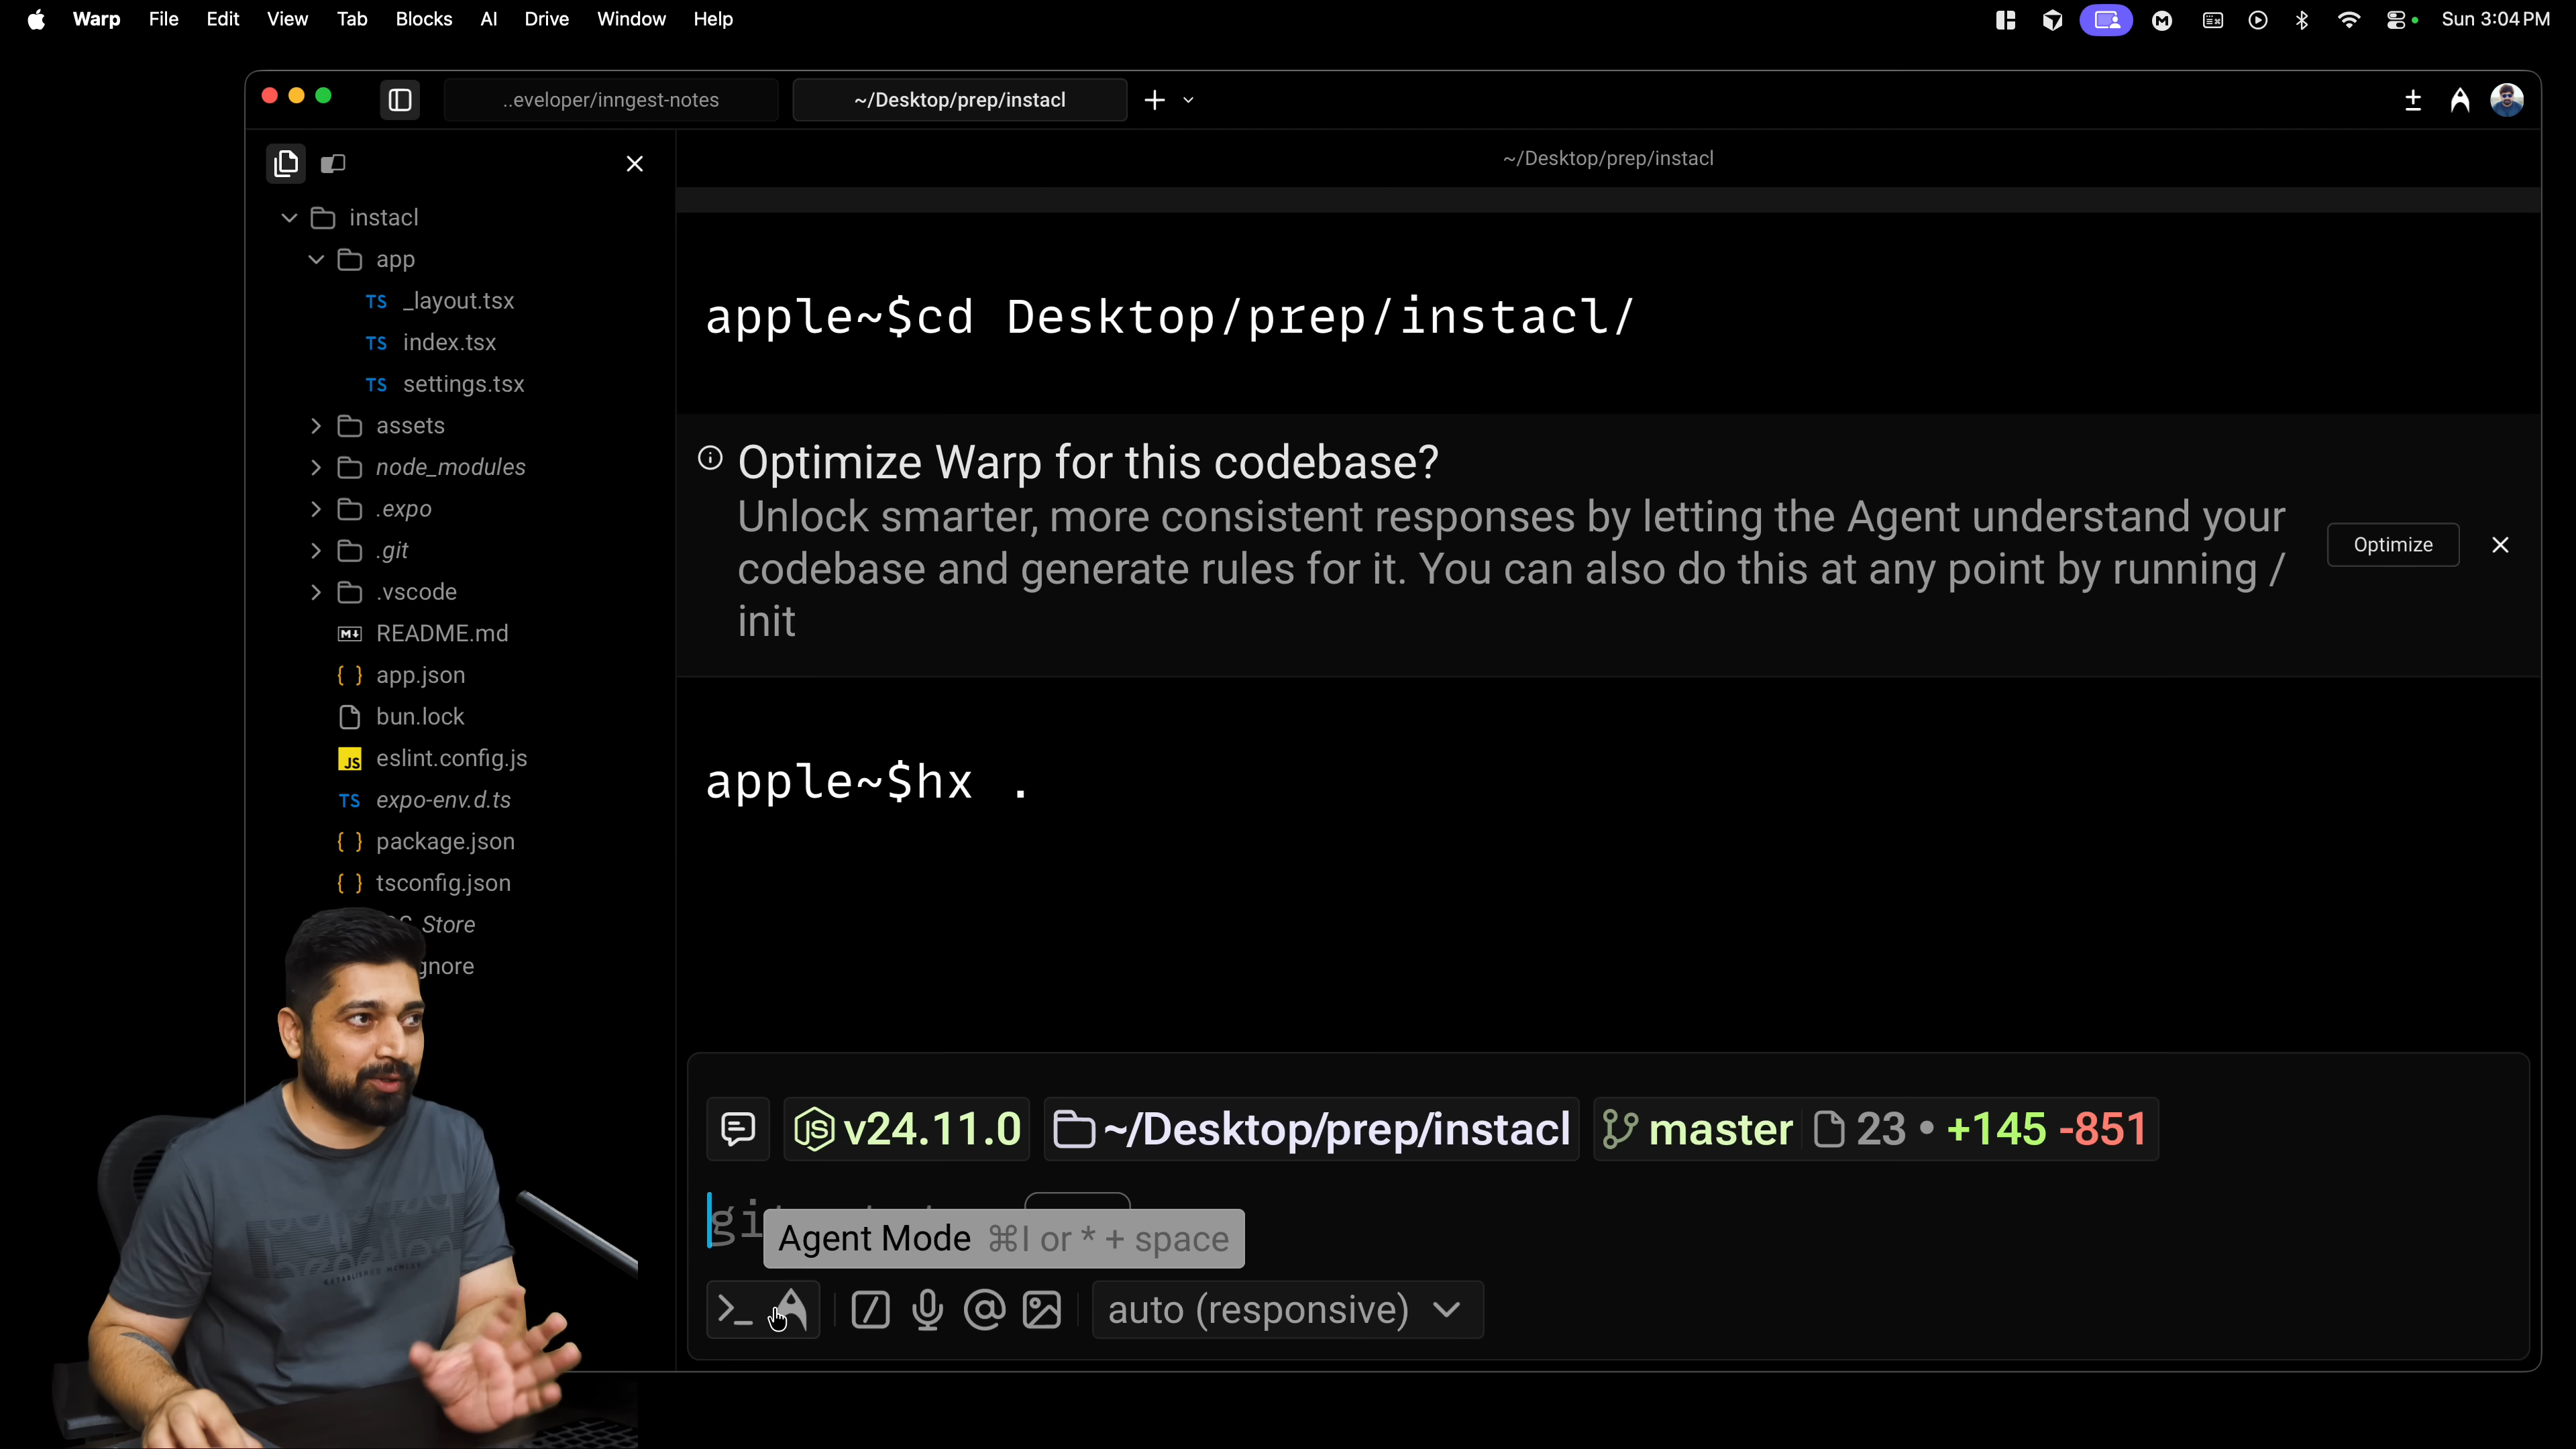 Warp File Edit View Tab Blocks AI Drive Window Help
Sun 3:04 PM
..eveloper/inngest-notes
~/Desktop/prep/instacl
~/Desktop/prep/instacl
instacl
app
TS _layout.tsx
TS index.tsx
TS settings.tsx
assets
node_modules
.expo
.git
.vscode
README.md
{ } app.json
bun.lock
JS eslint.config.js
TS expo-env.d.ts
{ } package.json
{ } tsconfig.json
Store
gnore
apple~$cd Desktop/prep/instacl/
Optimize Warp for this codebase?
Unlock smarter, more consistent responses by letting the Agent understand your
codebase and generate rules for it. You can also do this at any point by running /
init
Optimize
apple~$hx .
JS v24.11.0 ~/Desktop/prep/instacl master 23 • +145 -851
gi
Agent Mode ⌘I or * + space
auto (responsive)